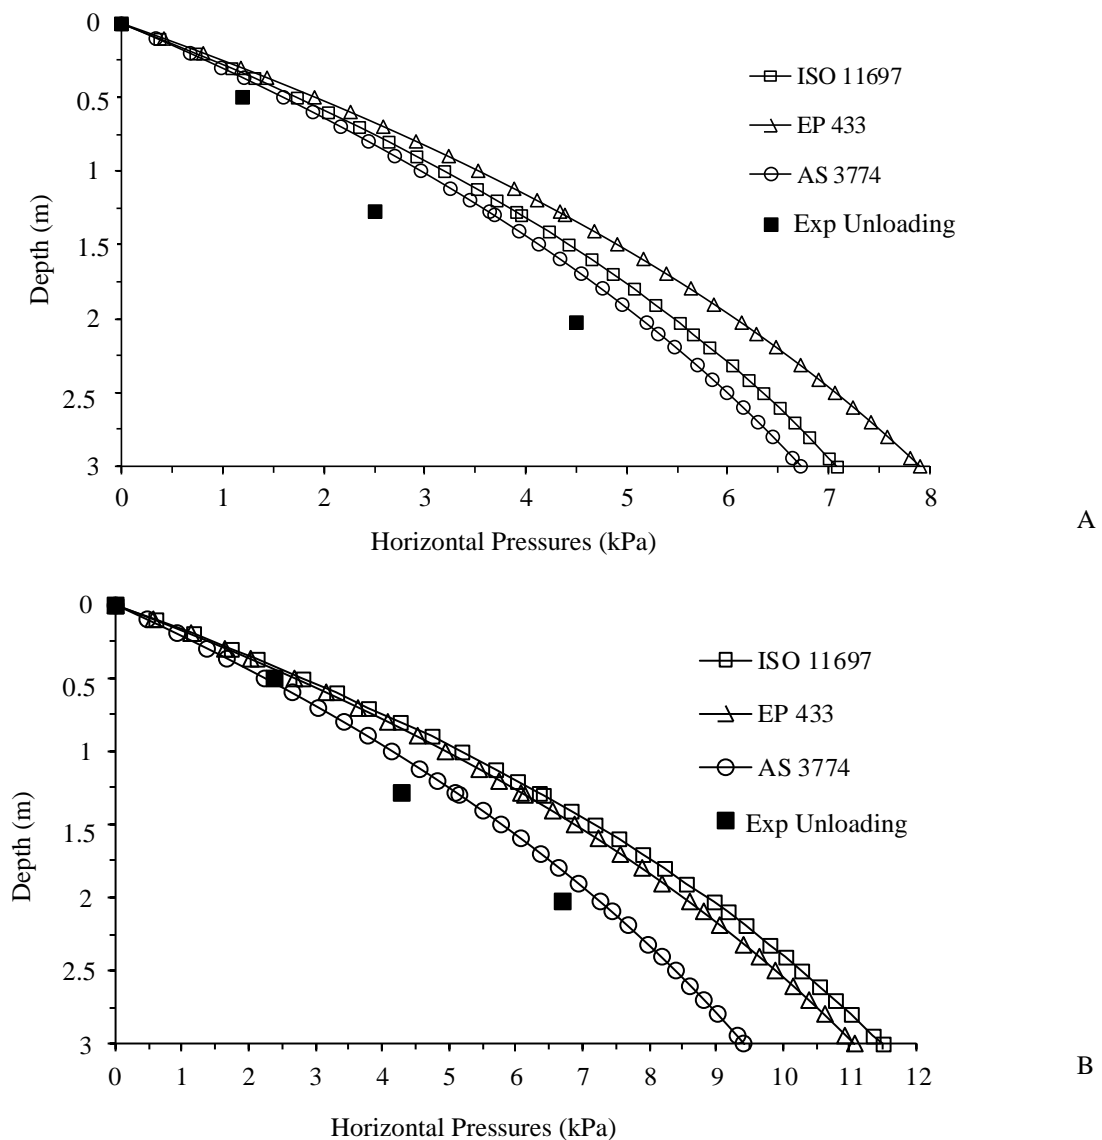 0
0.5
1
1.5
2
2.5
3
Depth (m)
ISO 11697
EP 433
AS 3774
Exp Unloading
0 1 2 3 4 5 6 7 8
Horizontal Pressures (kPa)
A
0
0.5
1
1.5
2
2.5
3
Depth (m)
ISO 11697
EP 433
AS 3774
Exp Unloading
0 1 2 3 4 5 6 7 8 9 10 11 12
Horizontal Pressures (kPa)
B